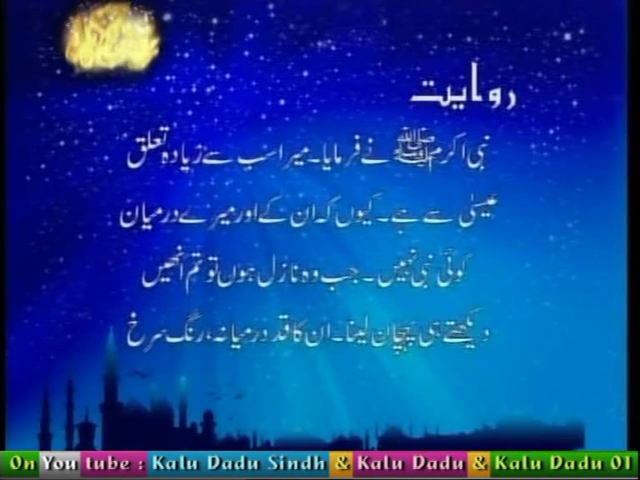 روایت
نبی اکرم ﷺ نے فرمایا۔ میرا سب سے زیادہ تعلق
عیسیٰ سے ہے۔ کیوں کہ ان کے اور میرے درمیان
کوئی نبی نہیں۔ جب وہ نازل ہوں تو تم انھیں
دیکھتے ہی پہچان لینا۔ ان کا قد درمیانہ، رنگ سرخ
On You tube : Kalu Dadu Sindh & Kalu Dadu & Kalu Dadu 01